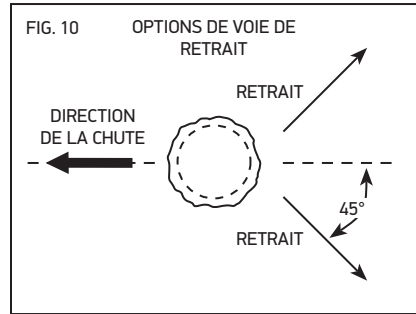 FIG. 10
OPTIONS DE VOIE DE
RETRAIT
RETRAIT
DIRECTION
DE LA CHUTE
45°
RETRAIT